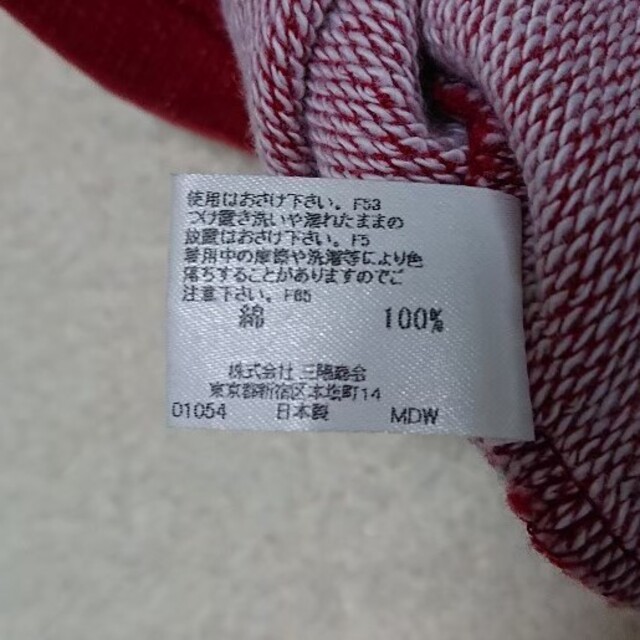 使用はおさけ下さい。F53
つけ置き洗いや濡れたままの
放置はおさけ下さい。F5
着用中の摩擦や洗濯等により色
落ちすることがありますのでご
注意下さい。F65
綿 100%
株式会社 三陽商会
東京都新宿区本塩町14
01054 日本製 MDW